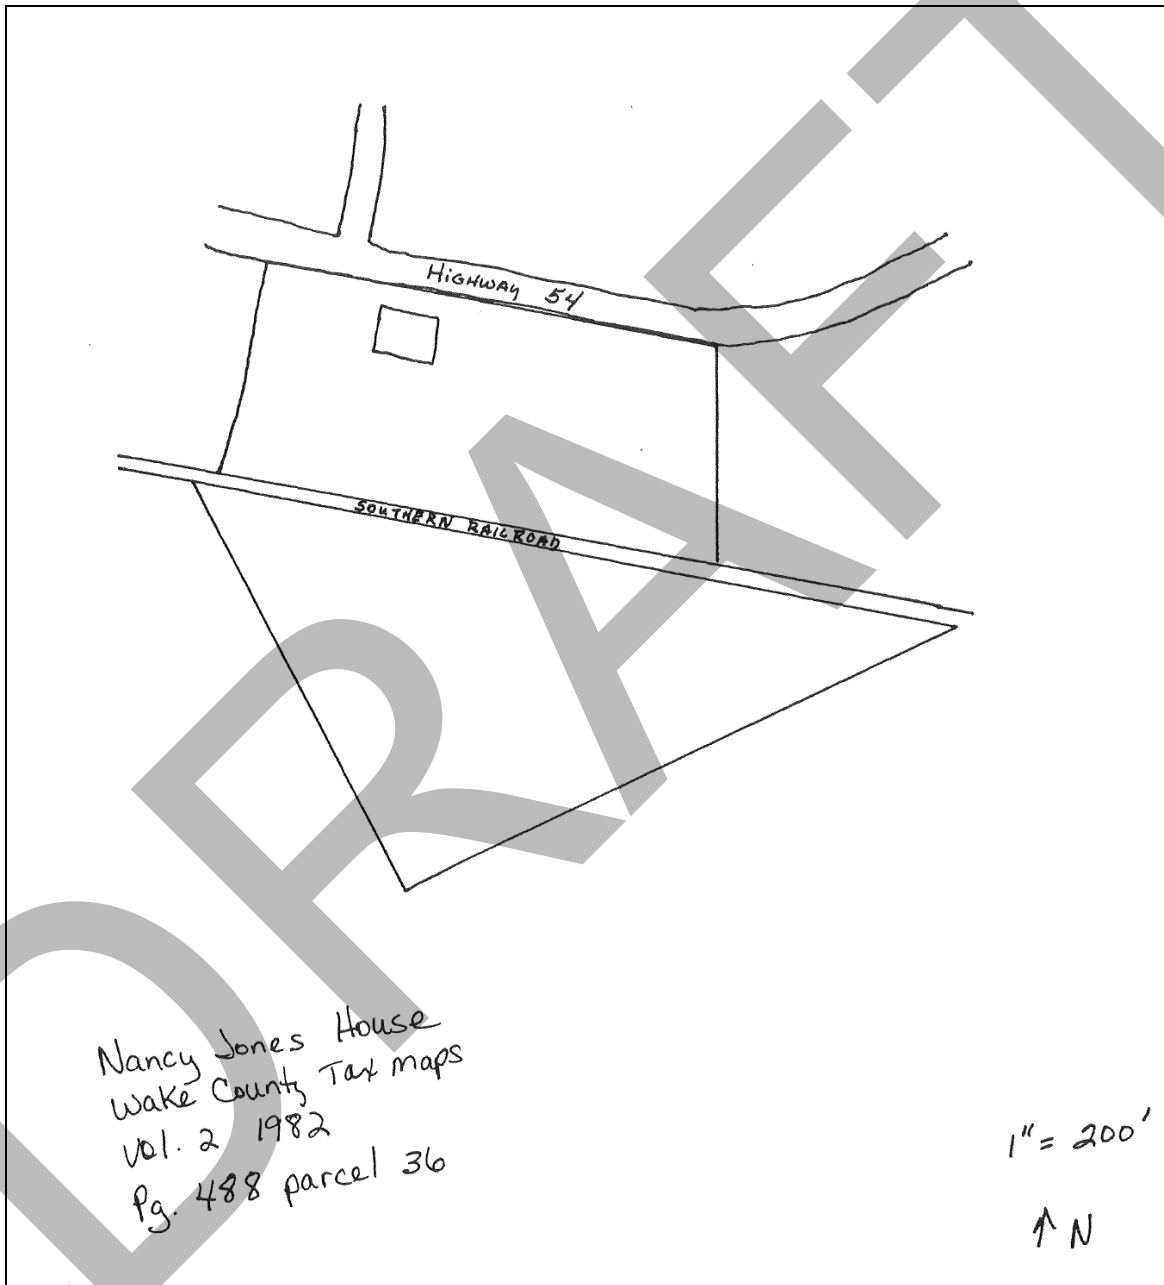 HIGHWAY 54
SOUTHERN RAILROAD
DRAFT
Nancy Jones House
Wake County Tax maps
Vol. 2 1982
Pg. 488 parcel 36
1" = 200'
↑ N